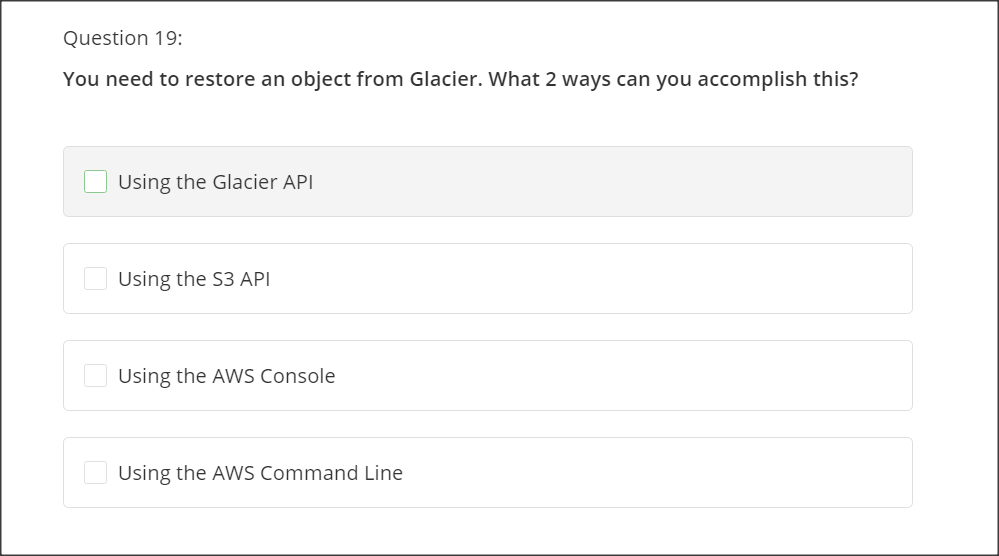 Question 19:
You need to restore an object from Glacier. What 2 ways can you accomplish this?
Using the Glacier API
Using the S3 API
Using the AWS Console
Using the AWS Command Line